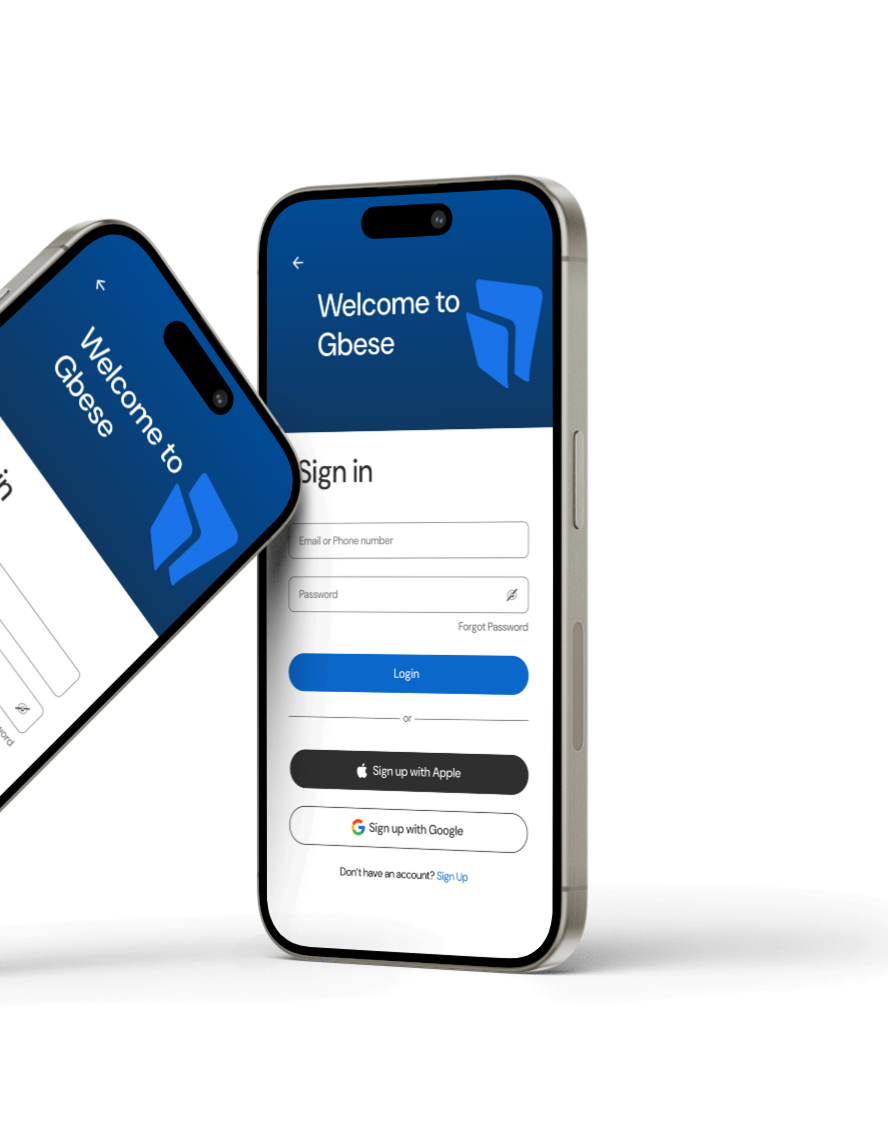 Welcome to
Gbese
in
word
Welcome to
Gbese
Sign in
Email or Phone number
Password
Forgot Password
Login
or
Sign up with Apple
Sign up with Google
Don't have an account? Sign Up